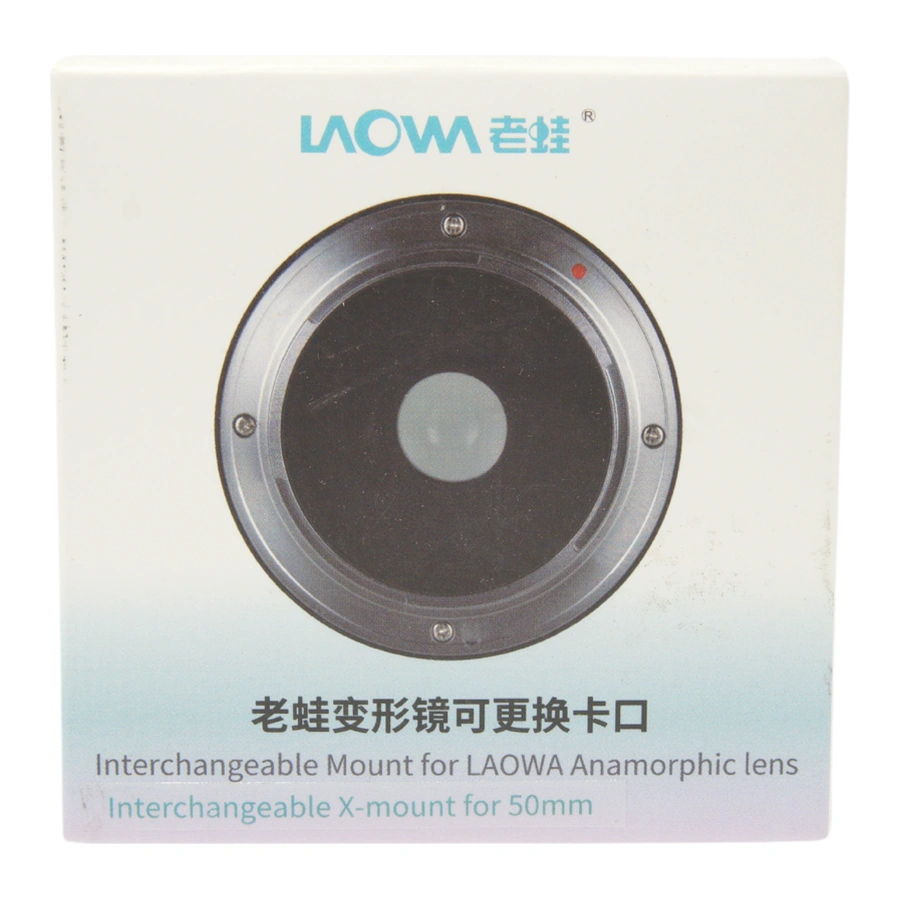 LAOWA 老蛙®
老蛙变形镜可更换卡口
Interchangeable Mount for LAOWA Anamorphic lens
Interchangeable X-mount for 50mm